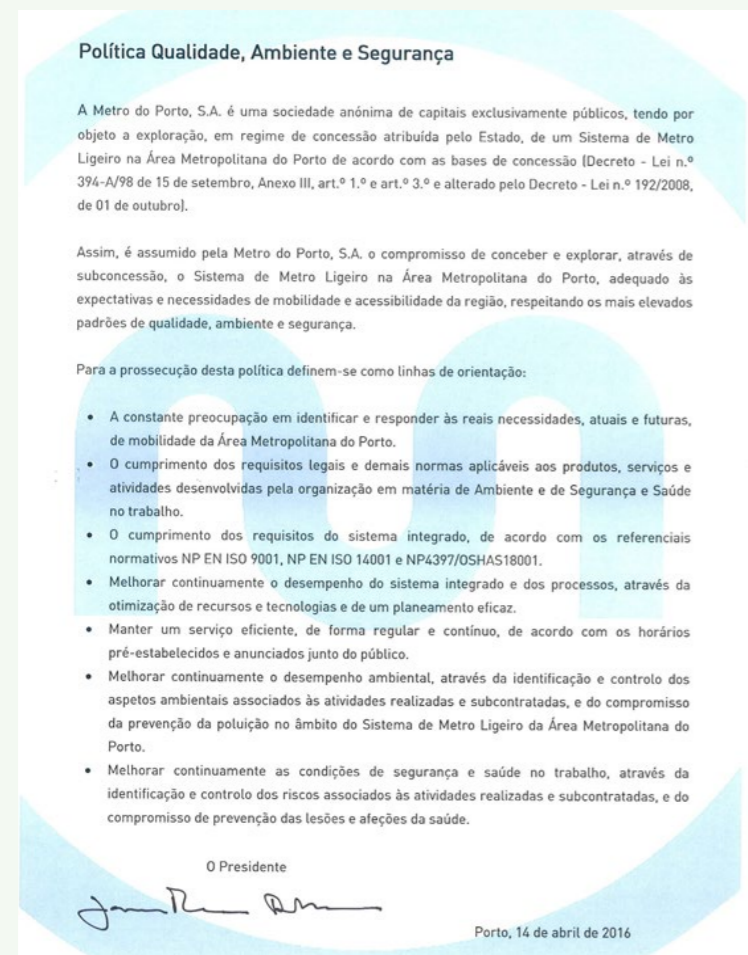 Política Qualidade, Ambiente e Segurança
A Metro do Porto, S.A. é uma sociedade anónima de capitais exclusivamente públicos, tendo por
objeto a exploração, em regime de concessão atribuída pelo Estado, de um Sistema de Metro
Ligeiro na Área Metropolitana do Porto de acordo com as bases de concessão (Decreto - Lei n.º
394-A/98 de 15 de setembro, Anexo III, art.º 1.º e art.º 3.º e alterado pelo Decreto - Lei n.º 192/2008,
de 01 de outubro).
Assim, é assumido pela Metro do Porto, S.A. o compromisso de conceber e explorar, através de
subconcessão, o Sistema de Metro Ligeiro na Área Metropolitana do Porto, adequado às
expectativas e necessidades de mobilidade e acessibilidade da região, respeitando os mais elevados
padrões de qualidade, ambiente e segurança.
Para a prossecução desta política definem-se como linhas de orientação:
• A constante preocupação em identificar e responder às reais necessidades, atuais e futuras,
de mobilidade da Área Metropolitana do Porto.
• O cumprimento dos requisitos legais e demais normas aplicáveis aos produtos, serviços e
atividades desenvolvidas pela organização em matéria de Ambiente e de Segurança e Saúde
no trabalho.
• O cumprimento dos requisitos do sistema integrado, de acordo com os referenciais
normativos NP EN ISO 9001, NP EN ISO 14001 e NP4397/OSHAS18001.
• Melhorar continuamente o desempenho do sistema integrado e dos processos, através da
otimização de recursos e tecnologias e de um planeamento eficaz.
• Manter um serviço eficiente, de forma regular e contínuo, de acordo com os horários
pré-estabelecidos e anunciados junto do público.
• Melhorar continuamente o desempenho ambiental, através da identificação e controlo dos
aspetos ambientais associados às atividades realizadas e subcontratadas, e do compromisso
da prevenção da poluição no âmbito do Sistema de Metro Ligeiro da Área Metropolitana do
Porto.
• Melhorar continuamente as condições de segurança e saúde no trabalho, através da
identificação e controlo dos riscos associados às atividades realizadas e subcontratadas, e do
compromisso de prevenção das lesões e afeções da saúde.
O Presidente
Porto, 14 de abril de 2016